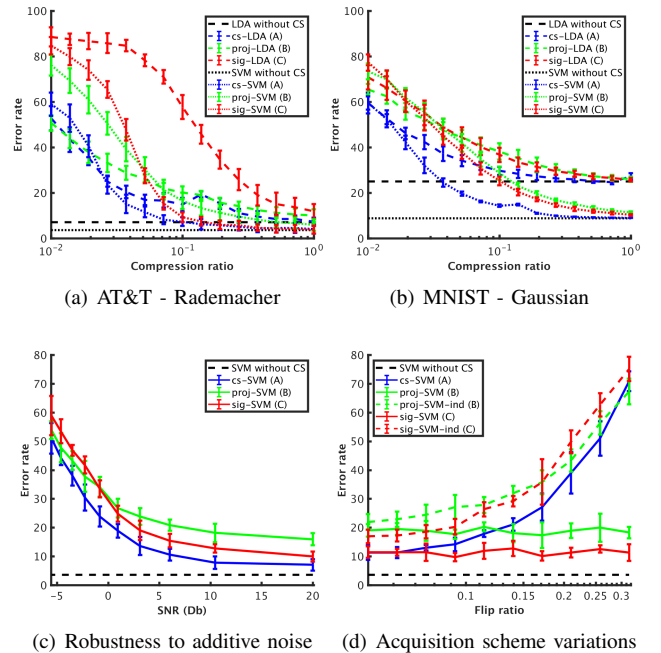 LDA without CS
cs-LDA (A)
proj-LDA (B)
sig-LDA (C)
SVM without CS
cs-SVM (A)
proj-SVM (B)
sig-SVM (C)
100
80
60
40
20
0
Error rate
10-2
10-1
100
Compression ratio
(a) AT&T - Rademacher
LDA without CS
cs-LDA (A)
proj-LDA (B)
sig-LDA (C)
SVM without CS
cs-SVM (A)
proj-SVM (B)
sig-SVM (C)
100
80
60
40
20
0
Error rate
10-2
10-1
100
Compression ratio
(b) MNIST - Gaussian
SVM without CS
cs-SVM (A)
proj-SVM (B)
sig-SVM (C)
80
70
60
50
40
30
20
10
0
Error rate
-5
0
5
10
15
20
SNR (Db)
(c) Robustness to additive noise
SVM without CS
cs-SVM (A)
proj-SVM (B)
proj-SVM-ind (B)
sig-SVM (C)
sig-SVM-ind (C)
80
70
60
50
40
30
20
10
0
Error rate
0.1
0.15
0.2
0.25
0.3
Flip ratio
(d) Acquisition scheme variations